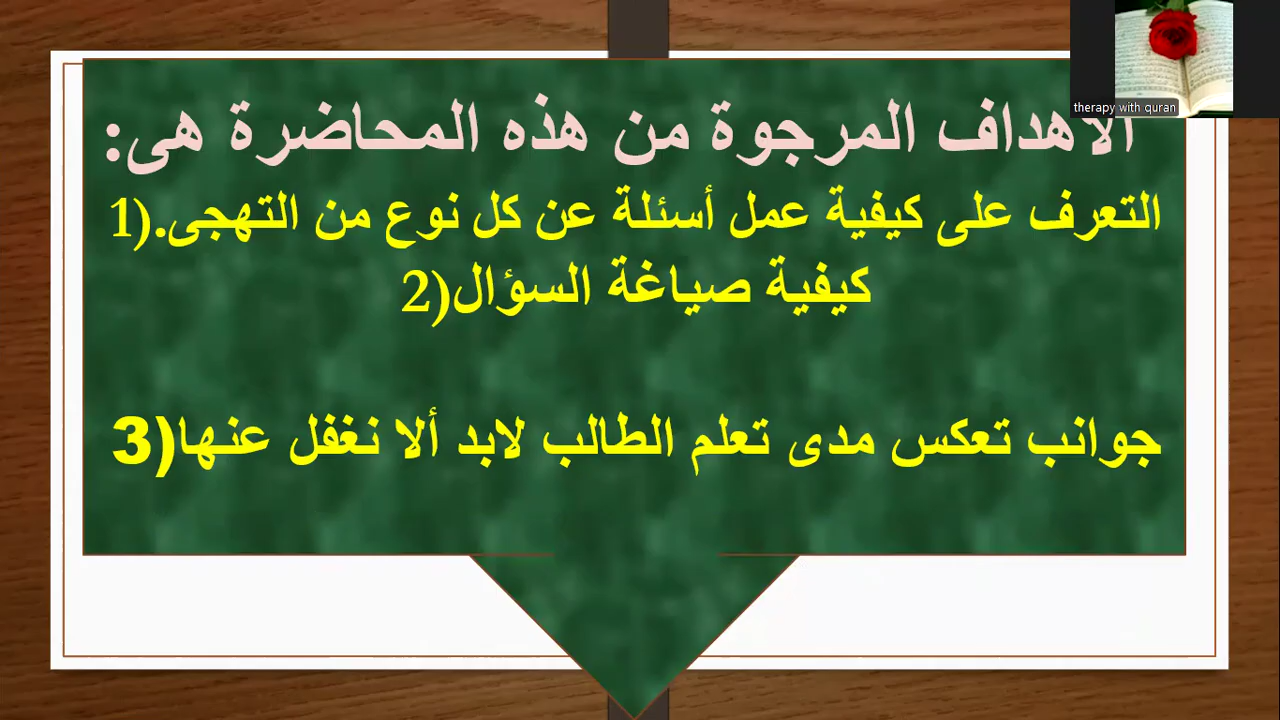 therapy with quran
الاهداف المرجوة من هذه المحاضرة هى:
التعرف على كيفية عمل أسئلة عن كل نوع من التهجى.(1
كيفية صياغة السؤال(2
جوانب تعكس مدى تعلم الطالب لابد ألا نغفل عنها(3